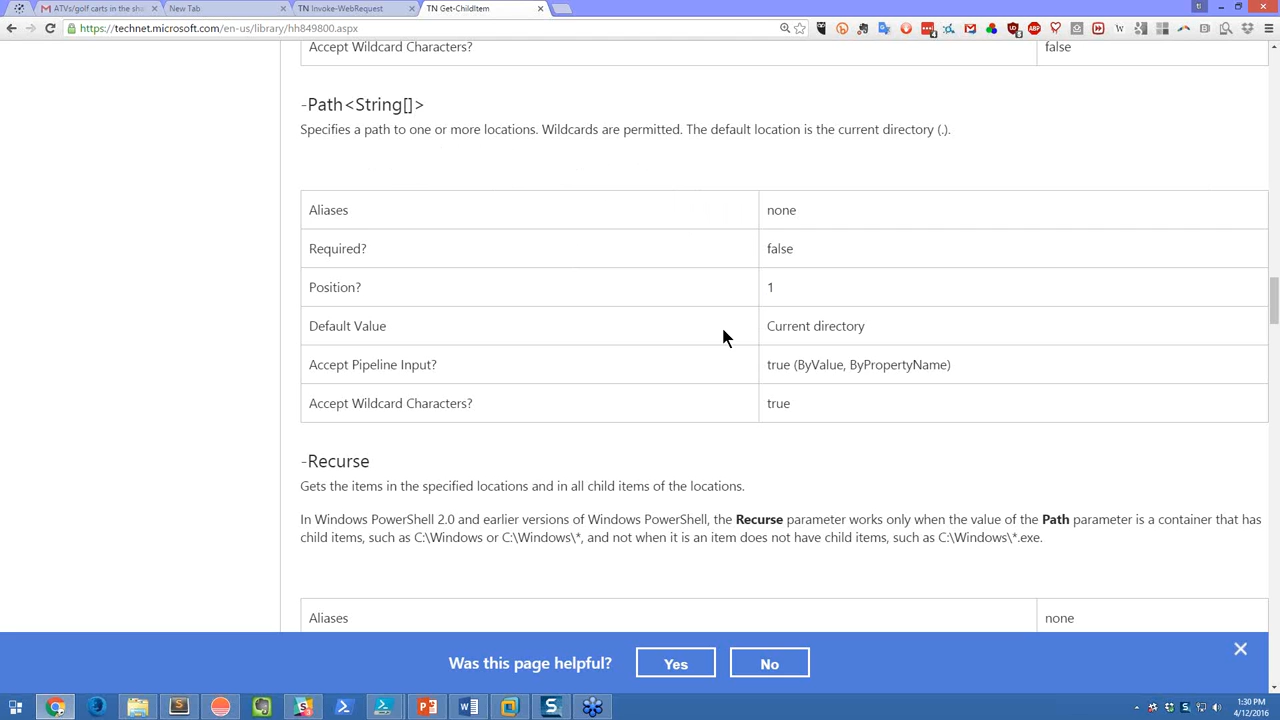 ATVs/golf carts in the sha
New Tab
TN Invoke-WebRequest
TN Get-ChildItem
https://technet.microsoft.com/en-us/library/hh849800.aspx
Accept Wildcard Characters? false
-Path<String[]>
Specifies a path to one or more locations. Wildcards are permitted. The default location is the current directory (.).
Aliases none
Required? false
Position? 1
Default Value Current directory
Accept Pipeline Input? true (ByValue, ByPropertyName)
Accept Wildcard Characters? true
-Recurse
Gets the items in the specified locations and in all child items of the locations.
In Windows PowerShell 2.0 and earlier versions of Windows PowerShell, the Recurse parameter works only when the value of the Path parameter is a container that has
child items, such as C:\Windows or C:\Windows\*, and not when it is an item does not have child items, such as C:\Windows\*.exe.
Aliases none
Was this page helpful? Yes No
1:30 PM
4/12/2016